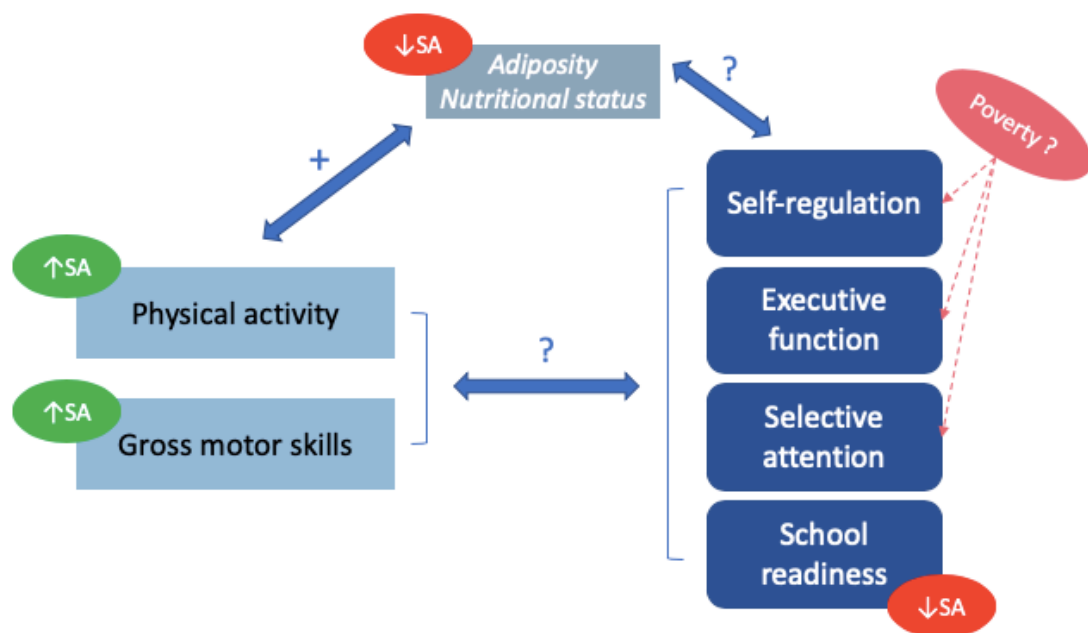 ↓SA
Adiposity
Nutritional status
?
Poverty ?
+
Self-regulation
↑SA
Physical activity
Executive
function
?
↑SA
Gross motor skills
Selective
attention
School
readiness
↓SA